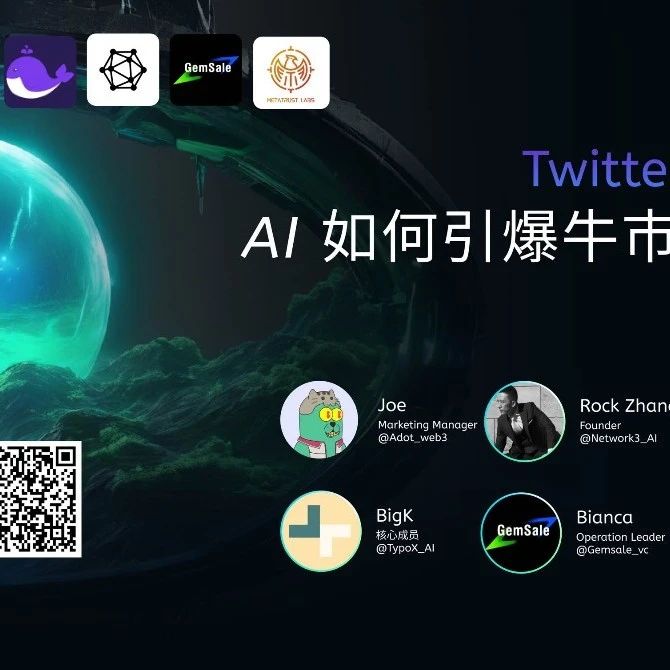 GemSale
METATRUST LABS
Twitte
AI 如何引爆牛市
Joe
Marketing Manager
@Adot_web3
Rock Zhang
Founder
@Network3_AI
BigK
核心成员
@TypoX_AI
GemSale
Bianca
Operation Leader
@Gemsale_vc